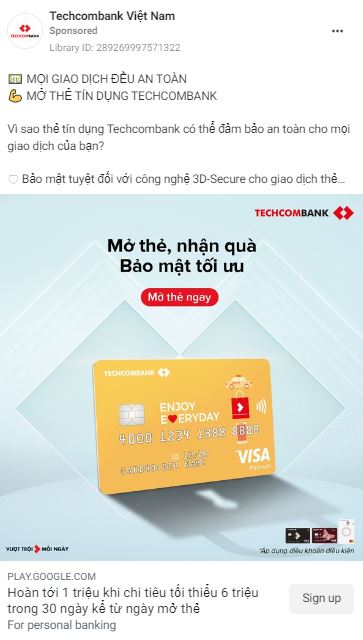 Techcombank Việt Nam
Sponsored
Library ID: 289269997571322
MỌI GIAO DỊCH ĐỀU AN TOÀN
MỞ THẺ TÍN DỤNG TECHCOMBANK
Vì sao thẻ tín dụng Techcombank có thể đảm bảo an toàn cho mọi
giao dịch của bạn?
Bảo mật tuyệt đối với công nghệ 3D-Secure cho giao dịch thẻ...
TECHCOMBANK
Mở thẻ, nhận quà
Bảo mật tối ưu
Mở thẻ ngay
TECHCOMBANK
ENJOY
EVERYDAY
4000 1234 1988 8888
CARDHOLDER NAME
VISA
Platinum
VƯỢT TRỘI MỖI NGÀY
*Áp dụng điều khoản điều kiện
PLAY.GOOGLE.COM
Hoàn tới 1 triệu khi chi tiêu tối thiểu 6 triệu
trong 30 ngày kể từ ngày mở thẻ
For personal banking
Sign up